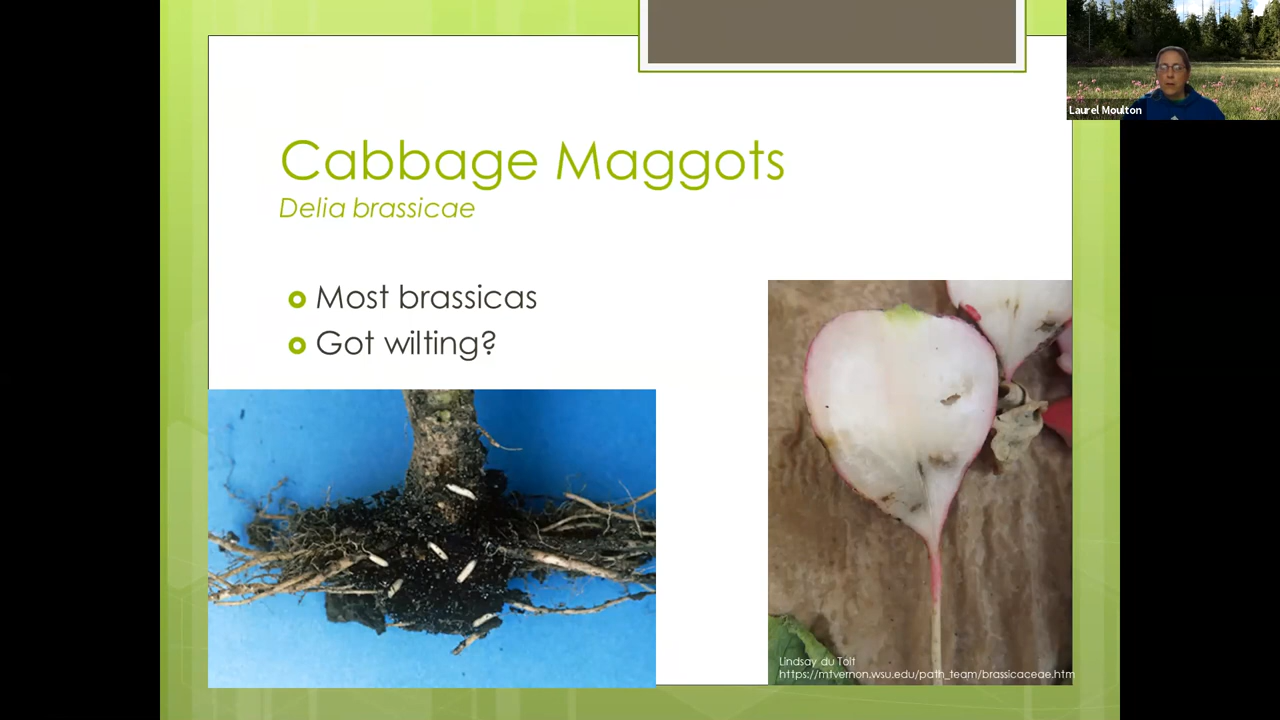 Laurel Moulton
Cabbage Maggots
Delia brassicae
Most brassicas
Got wilting?
Lindsay du Toit
https://mtvernon.wsu.edu/path_team/brassicaceae.htm